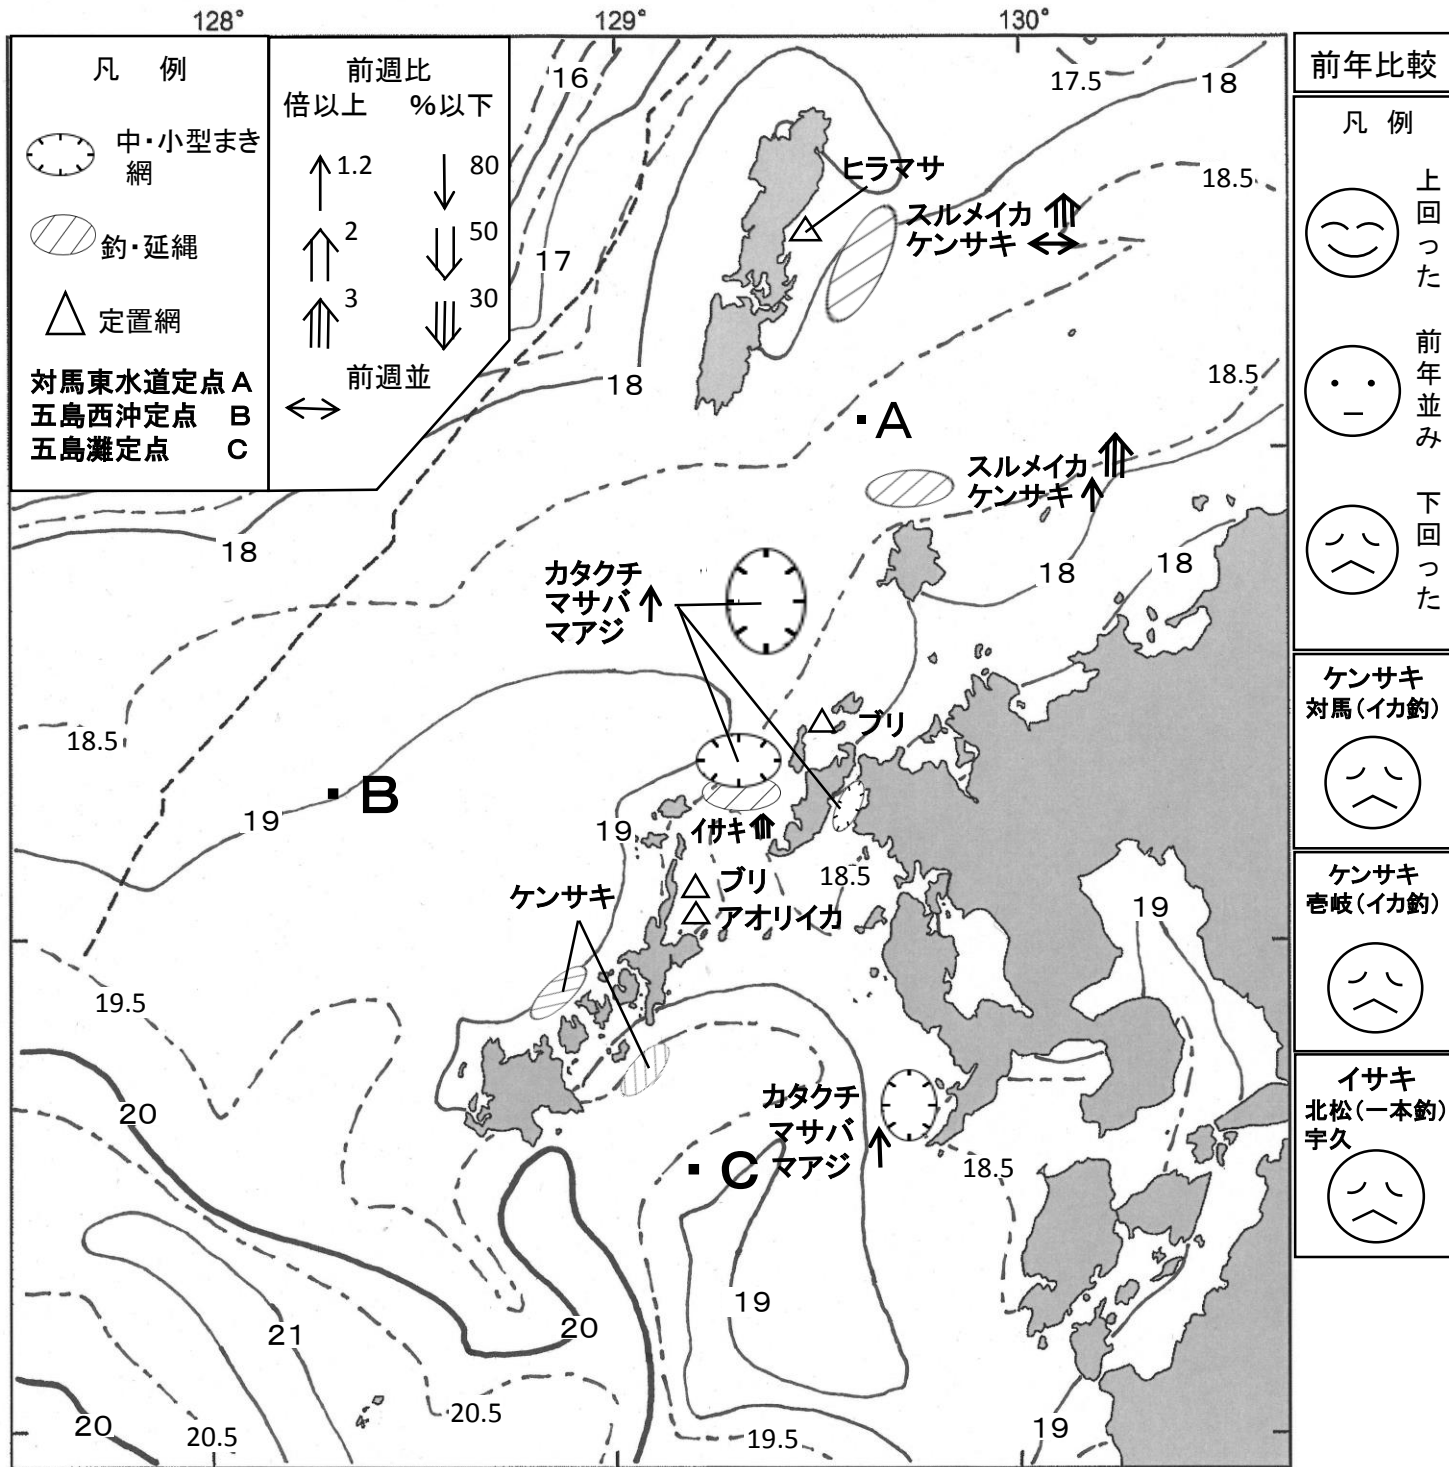 128°
129°
130°
凡 例
中・小型まき
網
釣・延縄
定置網
対馬東水道定点 A
五島西沖定点 B
五島灘定点 C
前週比
倍以上 %以下
1.2 80
2 50
3 30
前週並
16
17
18
17.5
18
18.5
ヒラマサ
スルメイカ
ケンサキ
18.5
A
スルメイカ
ケンサキ
18
18
18
カタクチ
マサバ
マアジ
18.5
ブリ
B
19
19
イサキ
18.5
ブリ
アオリイカ
ケンサキ
19
19.5
20
カタクチ
マサバ
マアジ
C
18.5
19
20
21
20
20.5
20.5
19.5
19
前年比較
凡 例
上回った
前年並み
下回った
ケンサキ
対馬(イカ釣)
ケンサキ
壱岐(イカ釣)
イサキ
北松(一本釣)
宇久